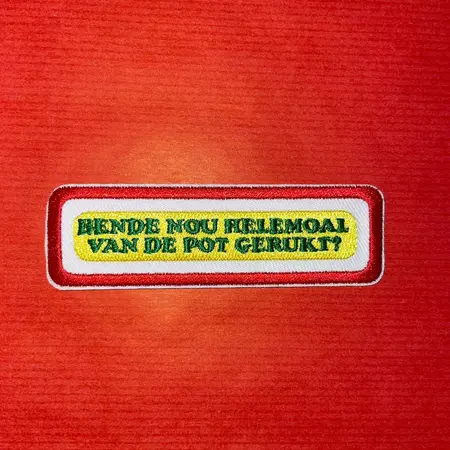 BENDE NOU HELEMOAL
VAN DE POT GERUKT?